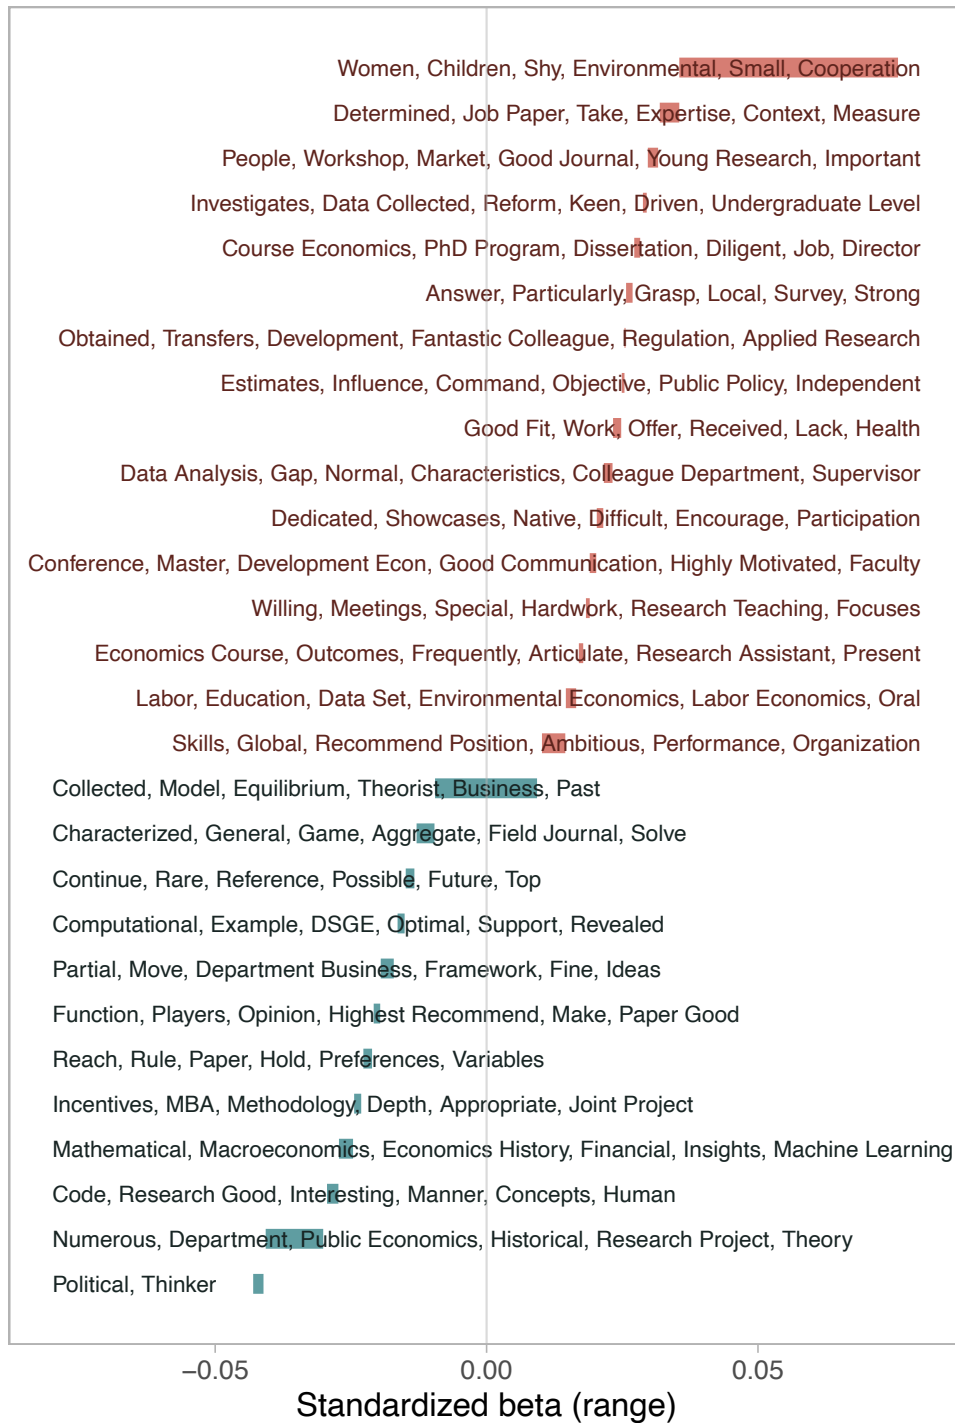 Women, Children, Shy, Environmental, Small, Cooperation
Determined, Job Paper, Take, Expertise, Context, Measure
People, Workshop, Market, Good Journal, Young Research, Important
Investigates, Data Collected, Reform, Keen, Driven, Undergraduate Level
Course Economics, PhD Program, Dissertation, Diligent, Job, Director
Answer, Particularly, Grasp, Local, Survey, Strong
Obtained, Transfers, Development, Fantastic Colleague, Regulation, Applied Research
Estimates, Influence, Command, Objective, Public Policy, Independent
Good Fit, Work, Offer, Received, Lack, Health
Data Analysis, Gap, Normal, Characteristics, Colleague Department, Supervisor
Dedicated, Showcases, Native, Difficult, Encourage, Participation
Conference, Master, Development Econ, Good Communication, Highly Motivated, Faculty
Willing, Meetings, Special, Hardwork, Research Teaching, Focuses
Economics Course, Outcomes, Frequently, Articulate, Research Assistant, Present
Labor, Education, Data Set, Environmental Economics, Labor Economics, Oral
Skills, Global, Recommend Position, Ambitious, Performance, Organization
Collected, Model, Equilibrium, Theorist, Business, Past
Characterized, General, Game, Aggregate, Field Journal, Solve
Continue, Rare, Reference, Possible, Future, Top
Computational, Example, DSGE, Optimal, Support, Revealed
Partial, Move, Department Business, Framework, Fine, Ideas
Function, Players, Opinion, Highest Recommend, Make, Paper Good
Reach, Rule, Paper, Hold, Preferences, Variables
Incentives, MBA, Methodology, Depth, Appropriate, Joint Project
Mathematical, Macroeconomics, Economics History, Financial, Insights, Machine Learning
Code, Research Good, Interesting, Manner, Concepts, Human
Numerous, Department, Public Economics, Historical, Research Project, Theory
Political, Thinker
−0.05 0.00 0.05
Standardized beta (range)